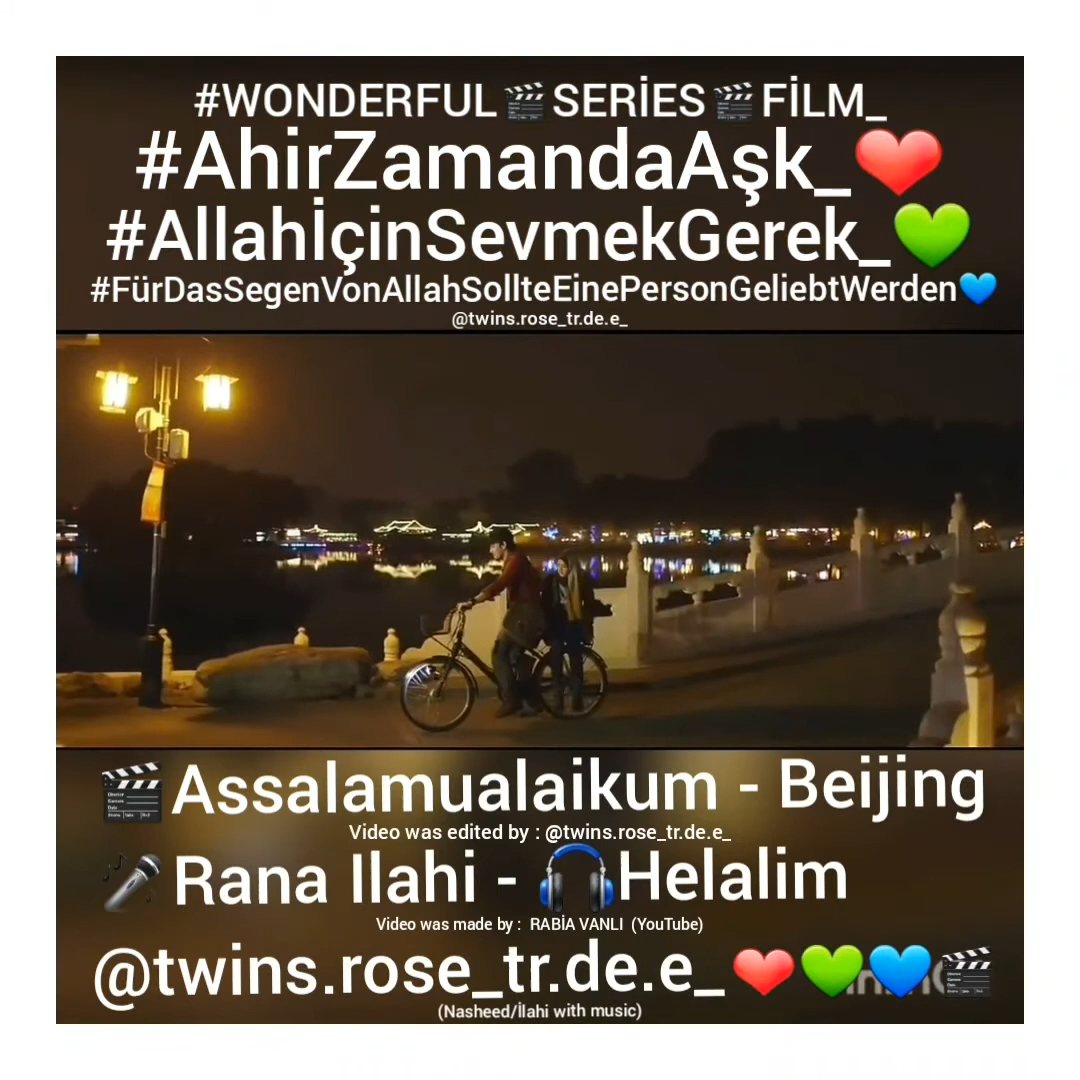 #WONDERFUL🎬SERİES🎬FİLM_
#AhirZamandaAşk_❤️
#AllahİçinSevmekGerek_💚
#FürDasSegenVonAllahSollteEinePersonGeliebtWerden💙
@twins.rose_tr.de.e_
🎬Assalamualaikum - Beijing
Video was edited by : @twins.rose_tr.de.e_
🎤Rana Ilahi - 🎧Helalim
Video was made by : RABİA VANLI (YouTube)
@twins.rose_tr.de.e_❤️💚💙🎬
(Nasheed/İlahi with music)